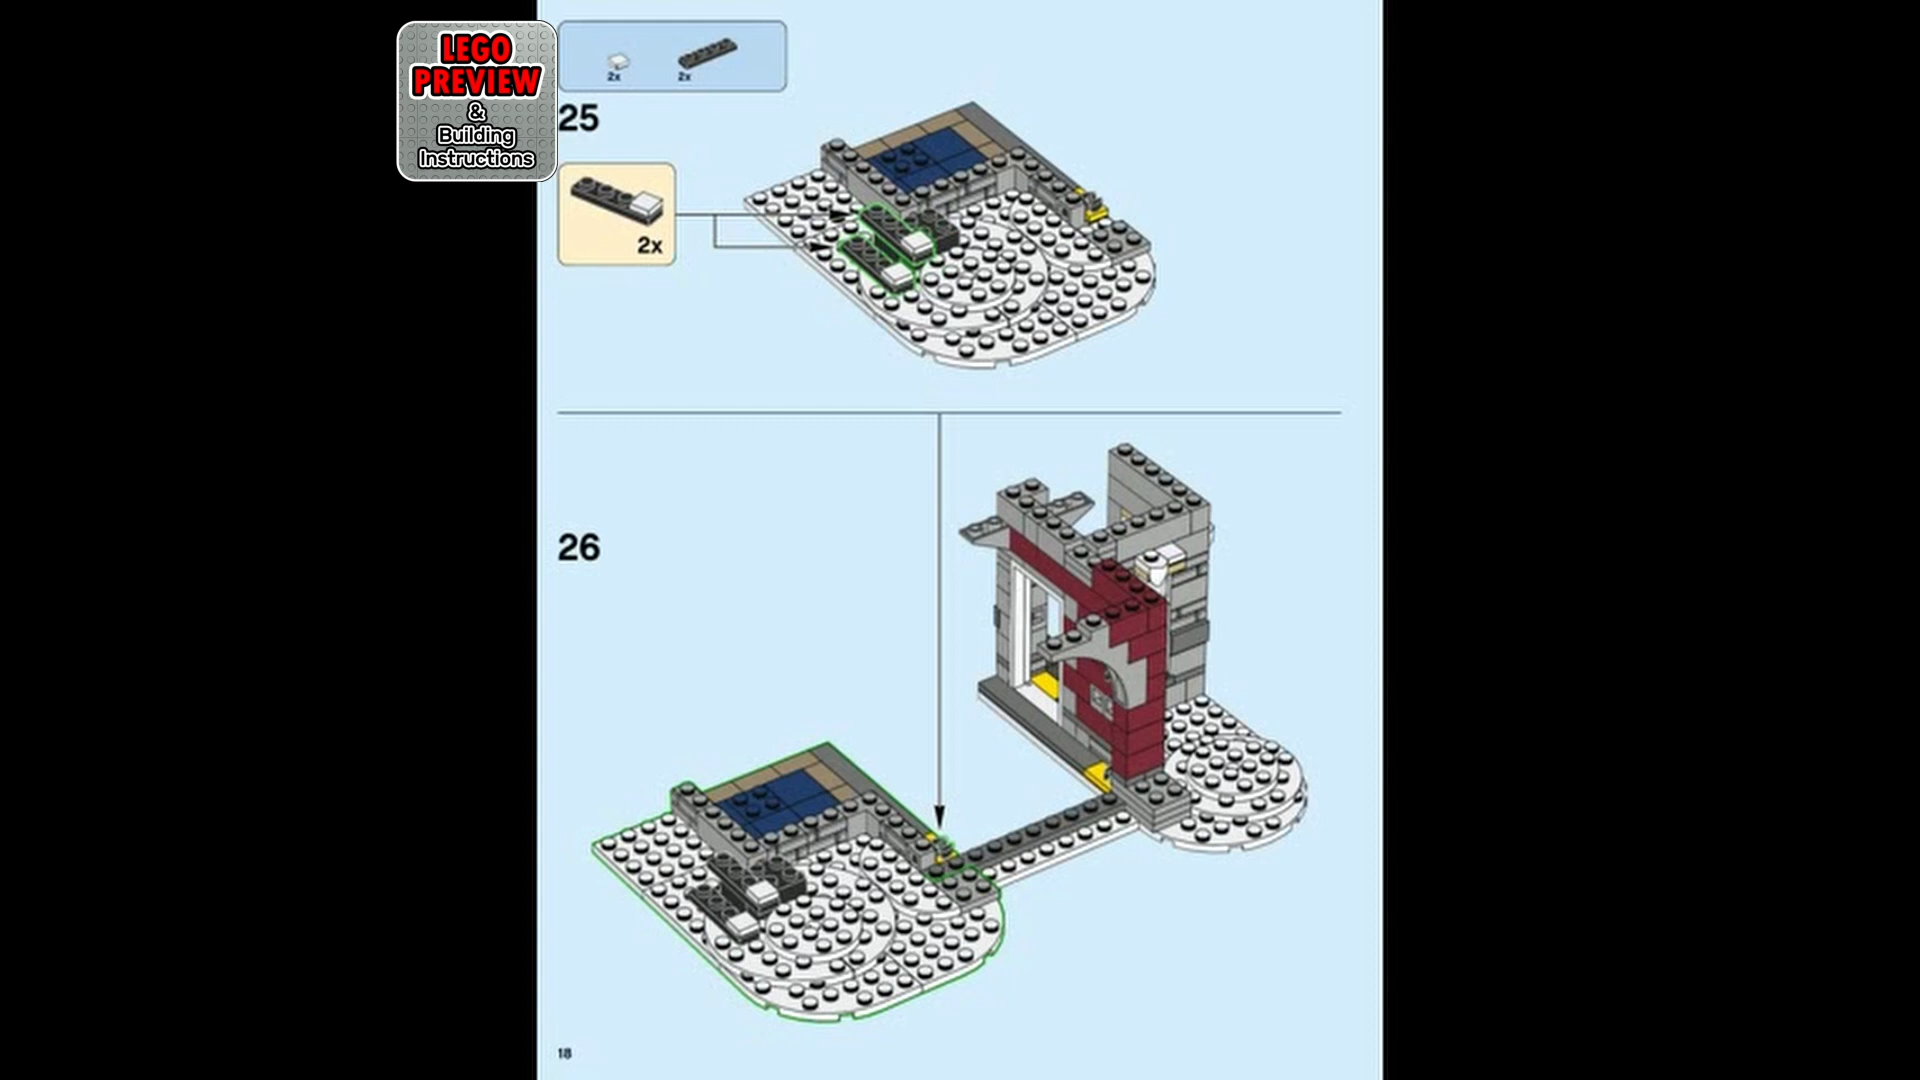 LEGO
PREVIEW
&
Building
Instructions
2x 2x
25
2x
26
18